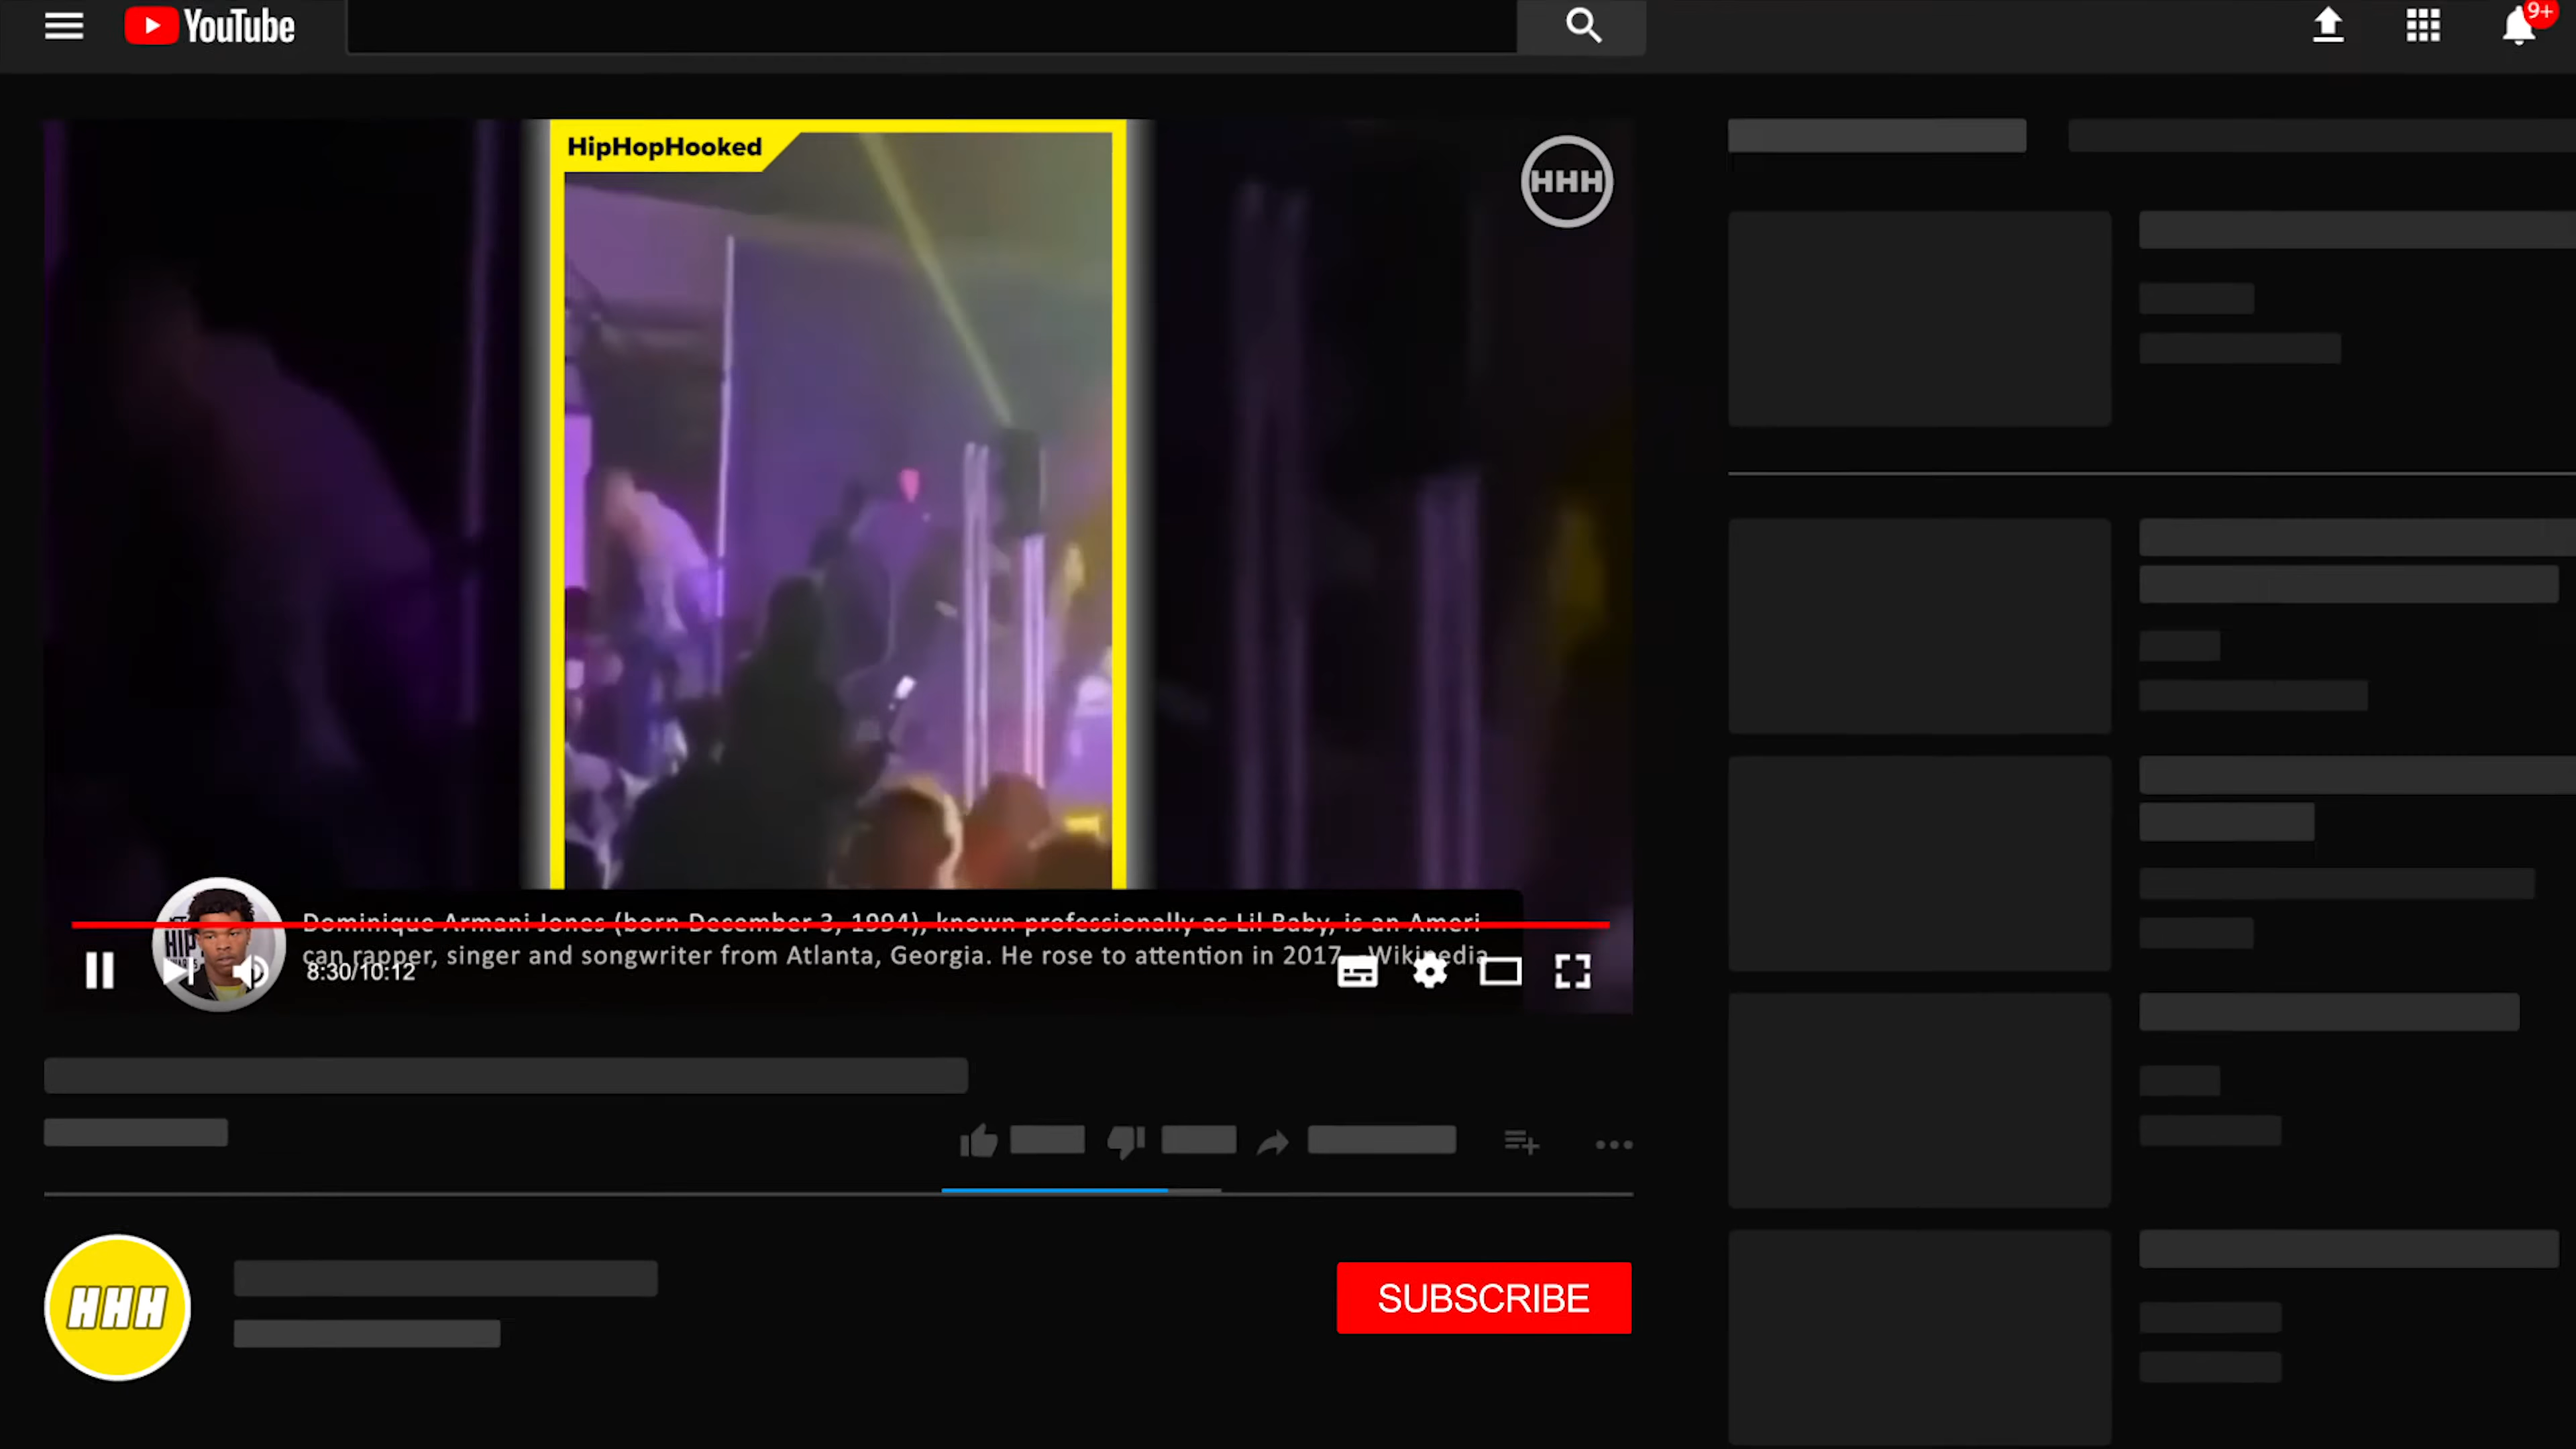 YouTube
9+
HipHopHooked
HHH
Dominique Armani Jones (born December 3, 1994), known professionally as Lil Baby, is an Ameri
can rapper, singer and songwriter from Atlanta, Georgia. He rose to attention in 2017 - Wikipedia
HIP
8:30/10:12
HHH
SUBSCRIBE